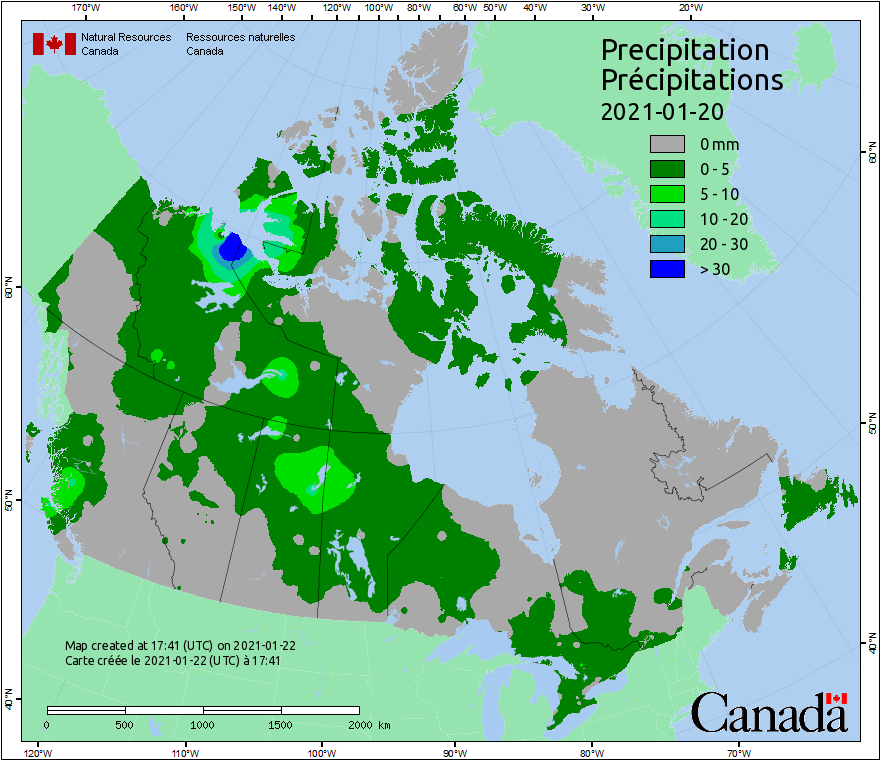 170°W 160°W 150°W 140°W 120°W 100°W 80°W 60°W 50°W 40°W 30°W 20°W
Natural Resources Canada
Ressources naturelles Canada
Precipitation
Précipitations
2021-01-20
0 mm
0 - 5
5 - 10
10 - 20
20 - 30
> 30
60°N
50°N
40°N
60°N
50°N
40°N
Map created at 17:41 (UTC) on 2021-01-22
Carte créée le 2021-01-22 (UTC) à 17:41
0 500 1000 1500 2000 km
Canada
120°W 110°W 100°W 90°W 80°W 70°W